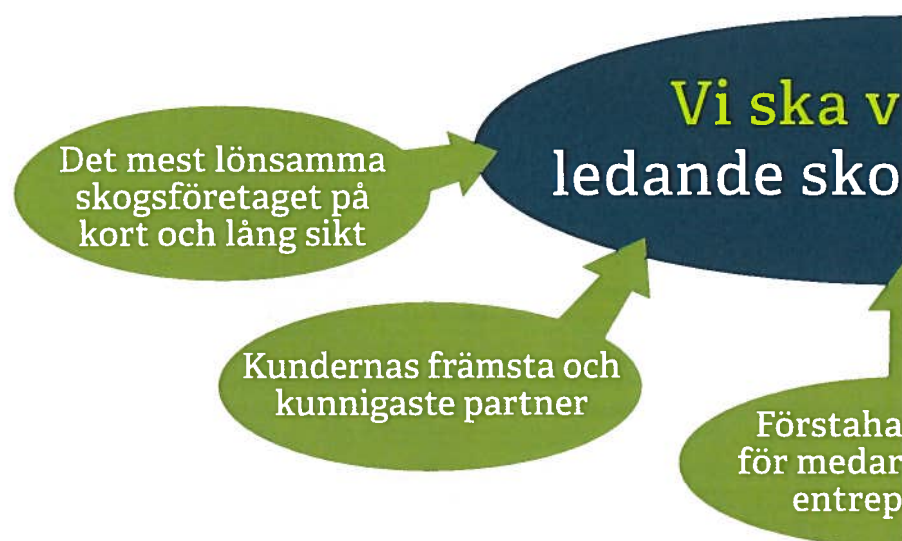 Vi ska v
ledande sko
Det mest lönsamma
skogsföretaget på
kort och lång sikt
Kundernas främsta och
kunnigaste partner
Förstaha
för medar
entrep